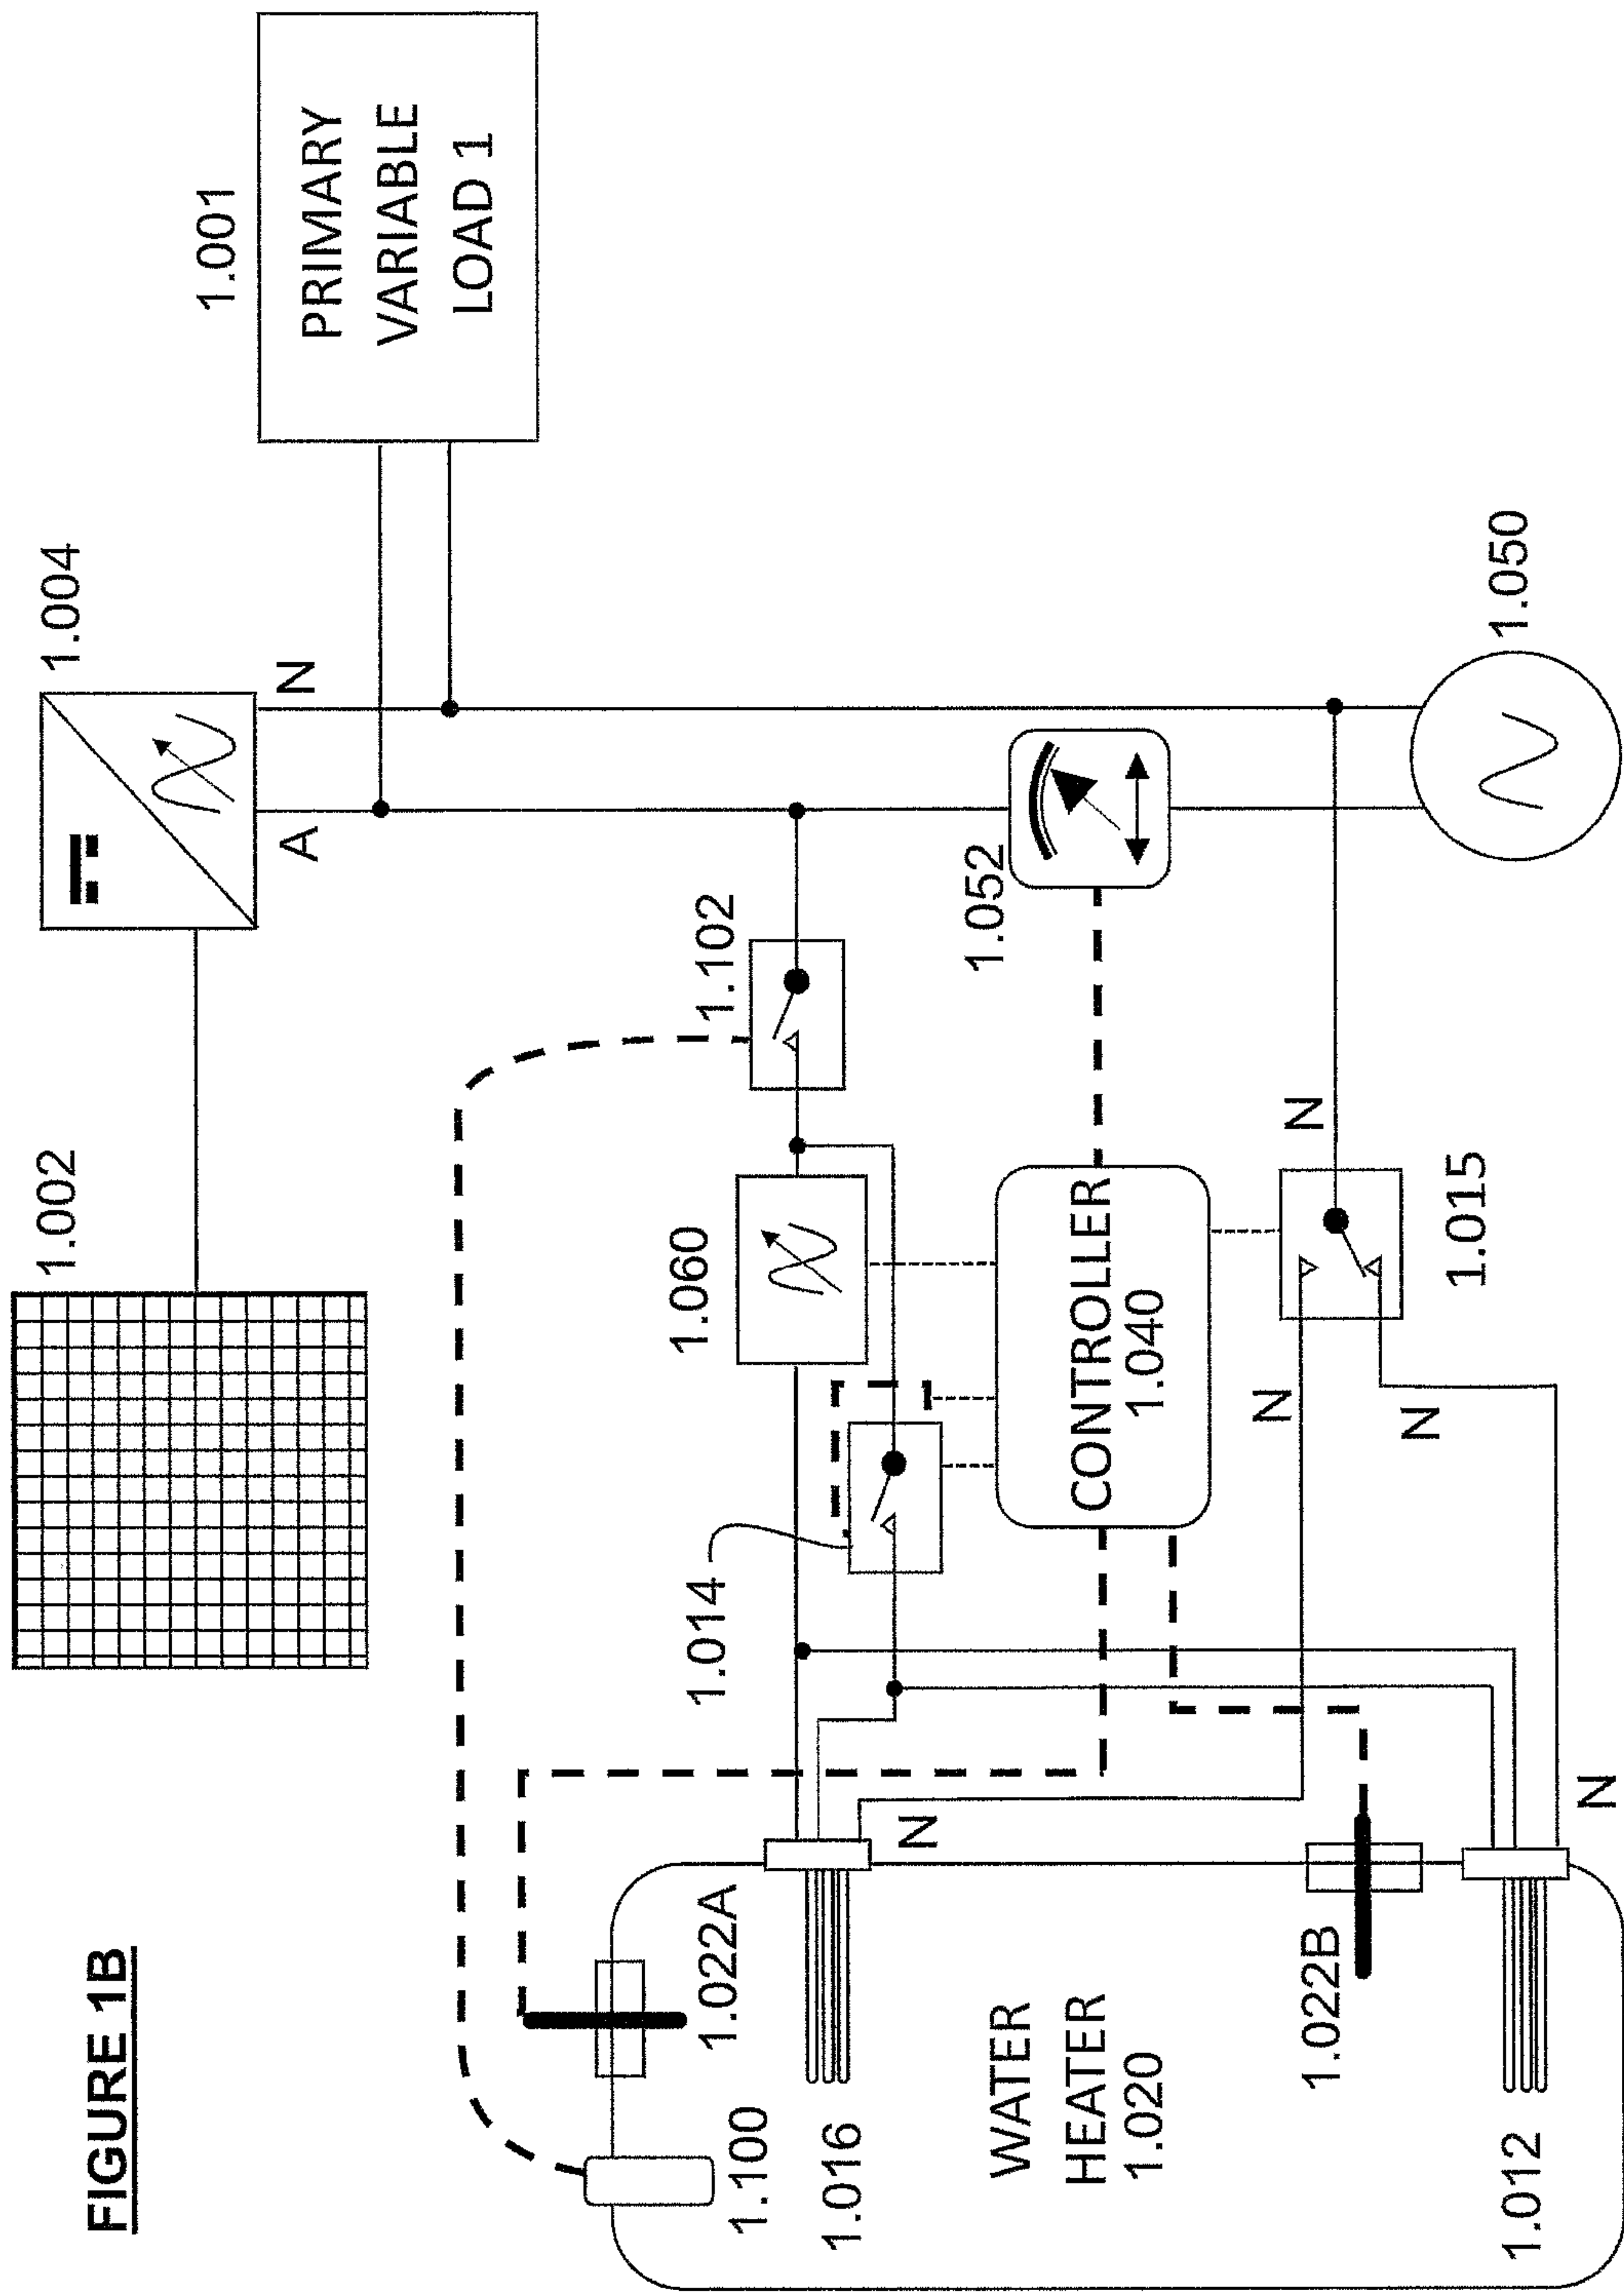 FIGURE 1B
1.002
1.004
1.001
A
N
PRIMARY
VARIABLE
LOAD 1
1.100
1.022A
1.014
1.060
1.102
1.016
N
1.052
WATER
HEATER
1.020
CONTROLLER
1.040
N
N
1.022B
N
1.015
1.050
1.012
N